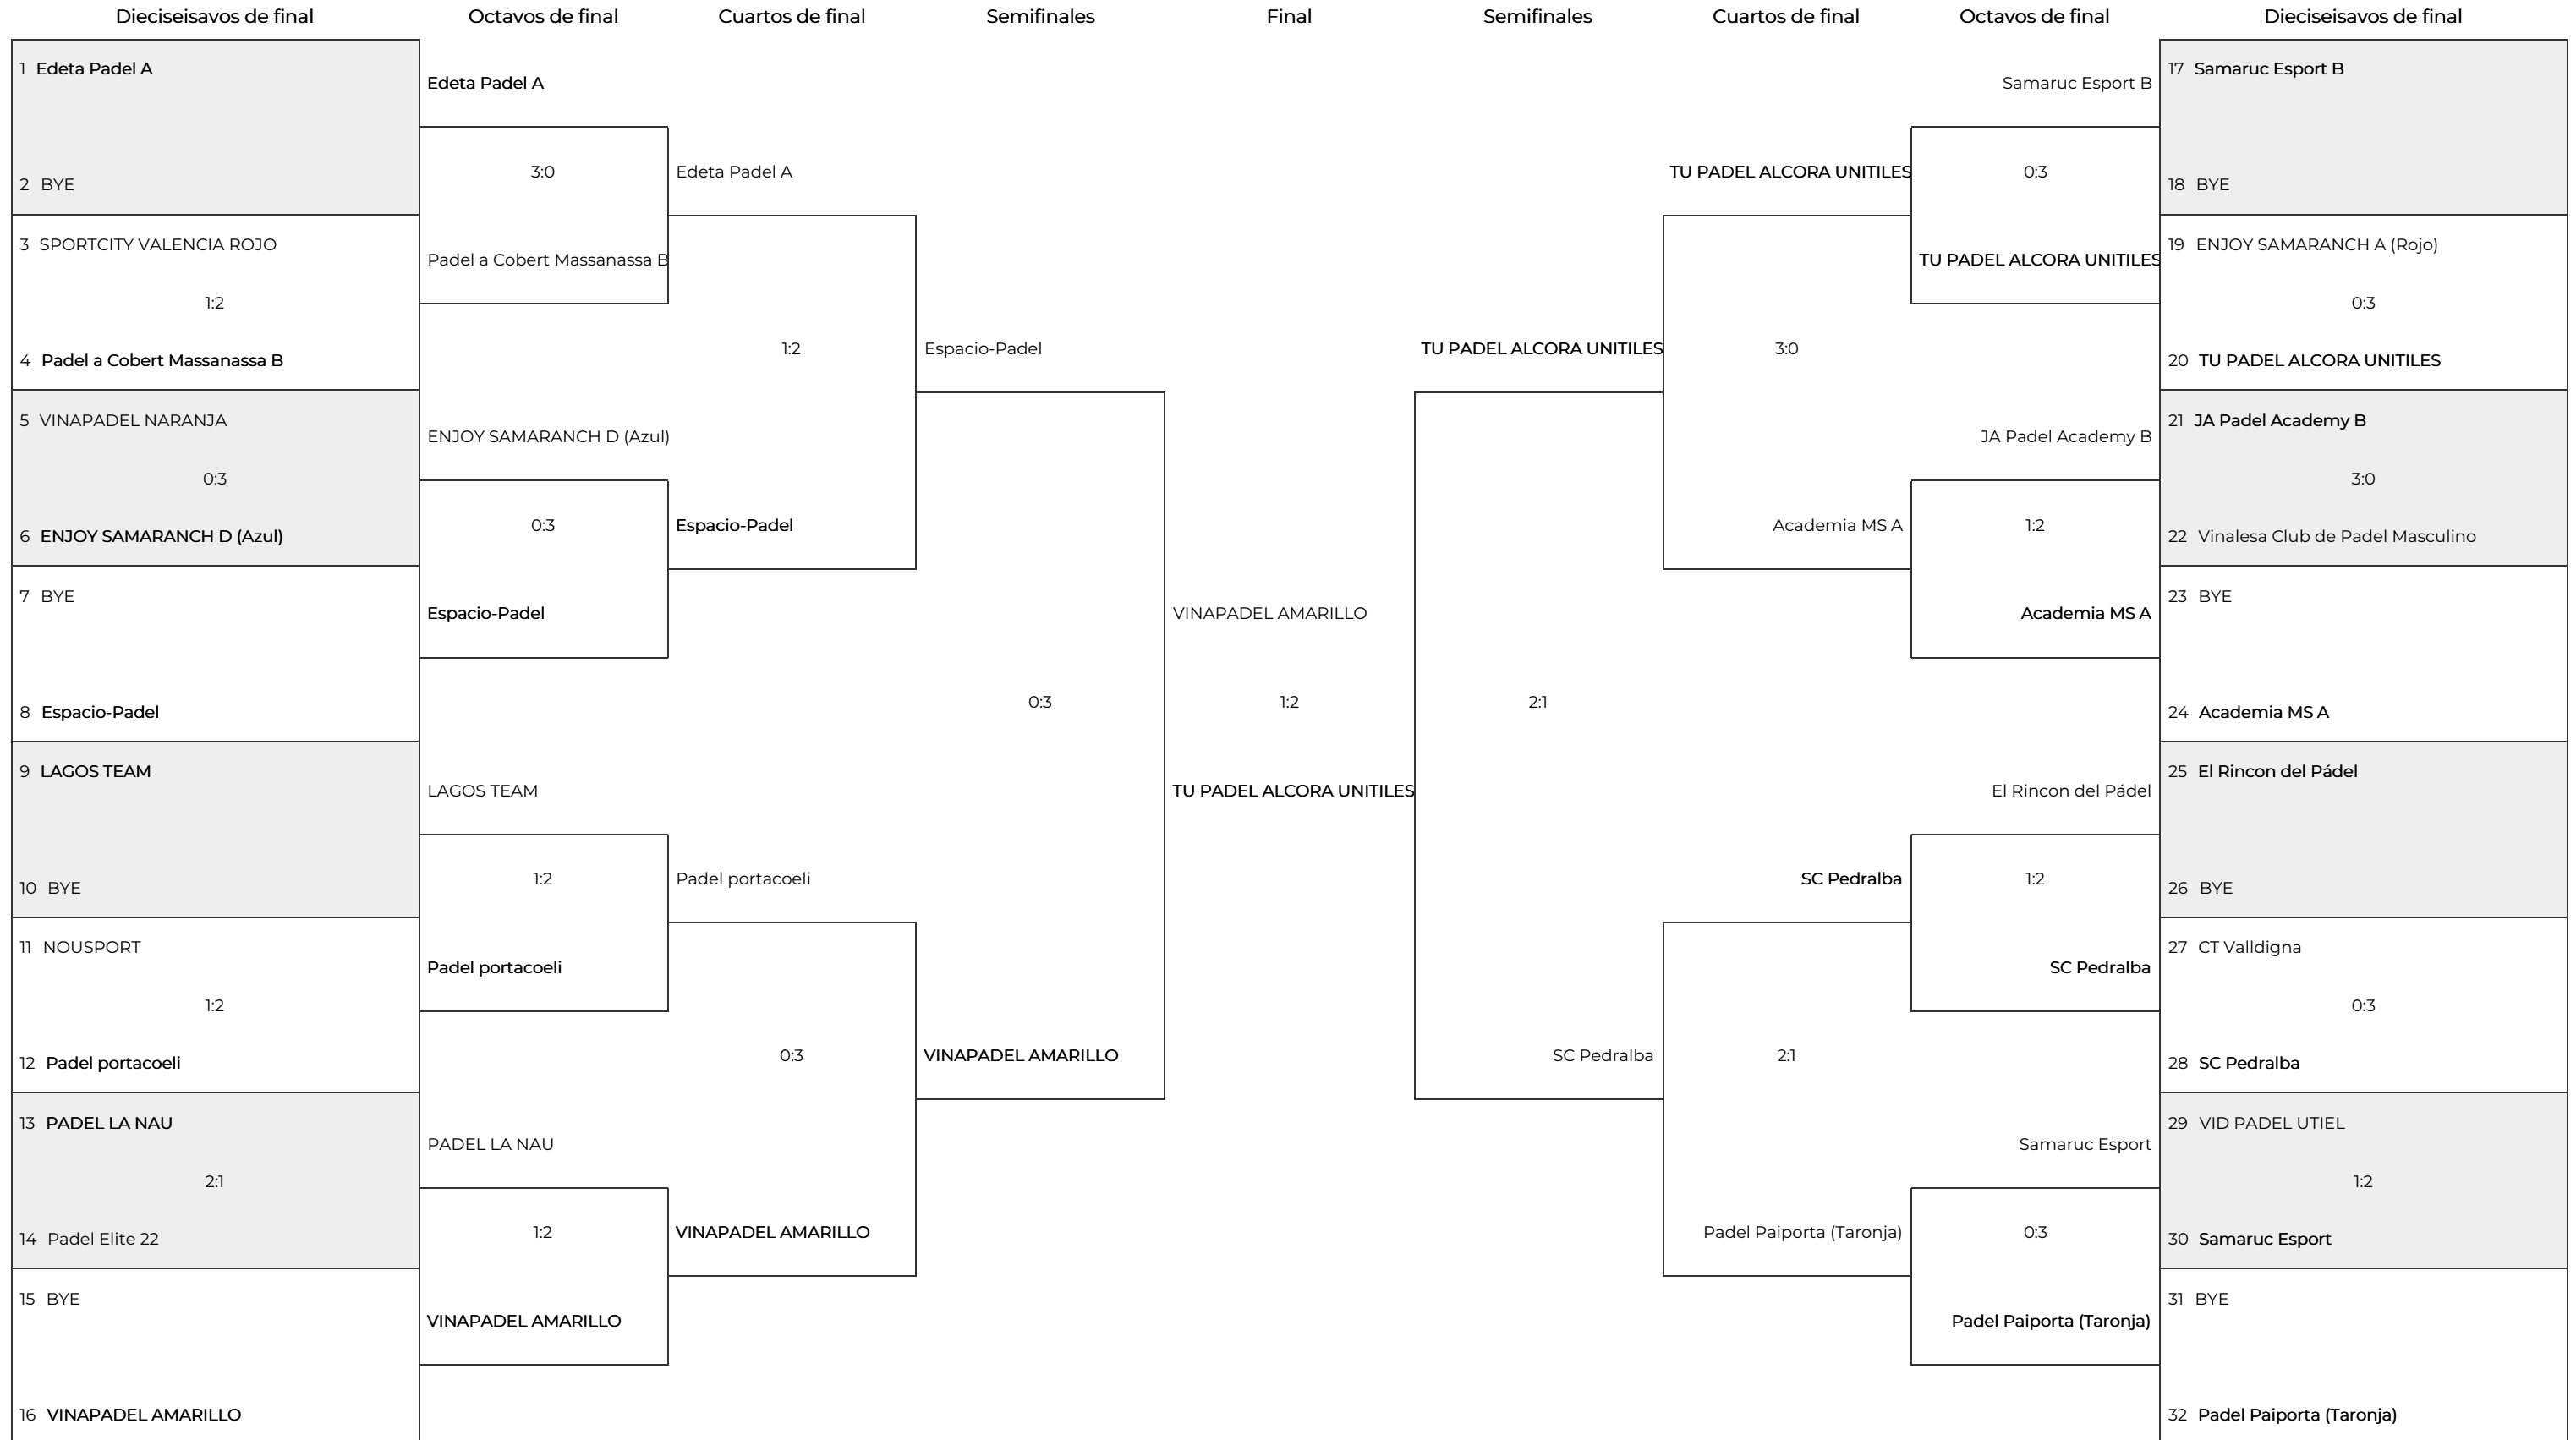 Dieciseisavos de final
Octavos de final
Cuartos de final
Semifinales
Final
Semifinales
Cuartos de final
Octavos de final
Dieciseisavos de final
1 Edeta Padel A
2 BYE
3 SPORTCITY VALENCIA ROJO
1:2
4 Padel a Cobert Massanassa B
5 VINAPADEL NARANJA
0:3
6 ENJOY SAMARANCH D (Azul)
7 BYE
8 Espacio-Padel
9 LAGOS TEAM
10 BYE
11 NOUSPORT
1:2
12 Padel portacoeli
13 PADEL LA NAU
2:1
14 Padel Elite 22
15 BYE
16 VINAPADEL AMARILLO
Edeta Padel A
3:0
Padel a Cobert Massanassa B
ENJOY SAMARANCH D (Azul)
0:3
Espacio-Padel
LAGOS TEAM
1:2
Padel portacoeli
PADEL LA NAU
1:2
VINAPADEL AMARILLO
Edeta Padel A
1:2
Espacio-Padel
Padel portacoeli
0:3
VINAPADEL AMARILLO
Espacio-Padel
0:3
VINAPADEL AMARILLO
VINAPADEL AMARILLO
1:2
TU PADEL ALCORA UNITILES
TU PADEL ALCORA UNITILES
2:1
SC Pedralba
TU PADEL ALCORA UNITILES
3:0
Academia MS A
SC Pedralba
2:1
Padel Paiporta (Taronja)
Samaruc Esport B
0:3
TU PADEL ALCORA UNITILES
JA Padel Academy B
1:2
Academia MS A
El Rincon del Pádel
1:2
SC Pedralba
Samaruc Esport
0:3
Padel Paiporta (Taronja)
17 Samaruc Esport B
18 BYE
19 ENJOY SAMARANCH A (Rojo)
0:3
20 TU PADEL ALCORA UNITILES
21 JA Padel Academy B
3:0
22 Vinalesa Club de Padel Masculino
23 BYE
24 Academia MS A
25 El Rincon del Pádel
26 BYE
27 CT Valldigna
0:3
28 SC Pedralba
29 VID PADEL UTIEL
1:2
30 Samaruc Esport
31 BYE
32 Padel Paiporta (Taronja)